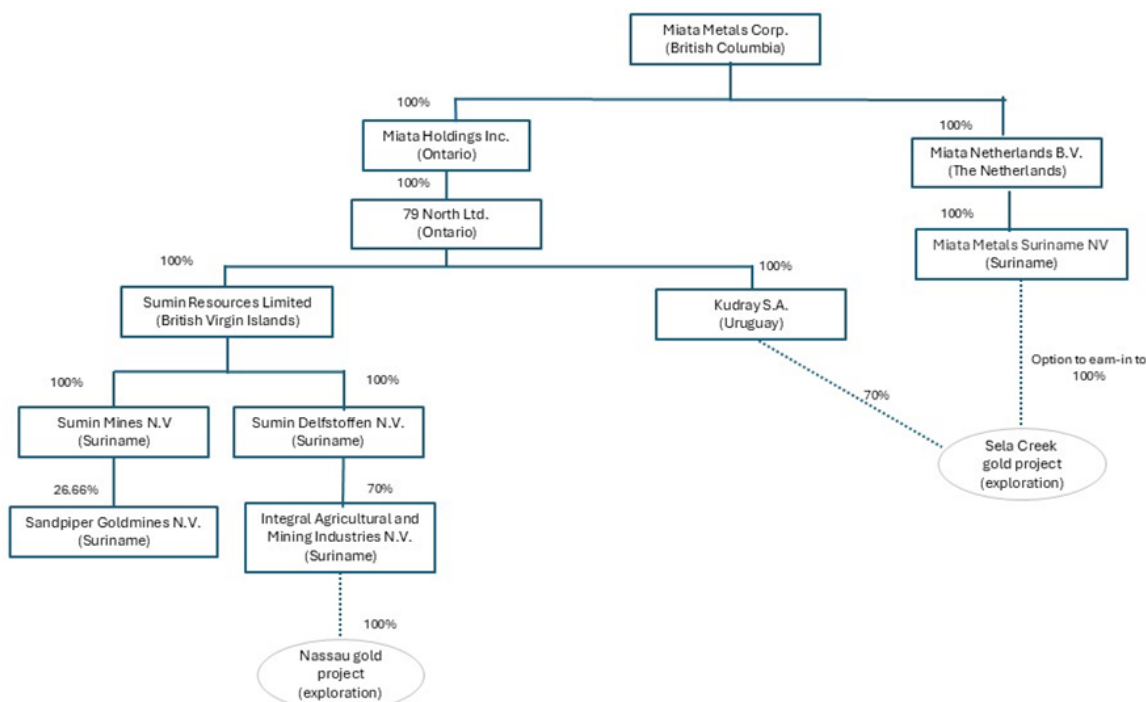 Miata Metals Corp.
(British Columbia)
100%
100%
Miata Holdings Inc.
(Ontario)
Miata Netherlands B.V.
(The Netherlands)
100%
100%
79 North Ltd.
(Ontario)
Miata Metals Suriname NV
(Suriname)
100%
100%
Sumin Resources Limited
(British Virgin Islands)
Kudray S.A.
(Uruguay)
Option to earn-in to
100%
100%
100%
70%
Sumin Mines N.V
(Suriname)
Sumin Delfstoffen N.V.
(Suriname)
Sela Creek
gold project
(exploration)
26.66%
70%
Sandpiper Goldmines N.V.
(Suriname)
Integral Agricultural and
Mining Industries N.V.
(Suriname)
100%
Nassau gold
project
(exploration)